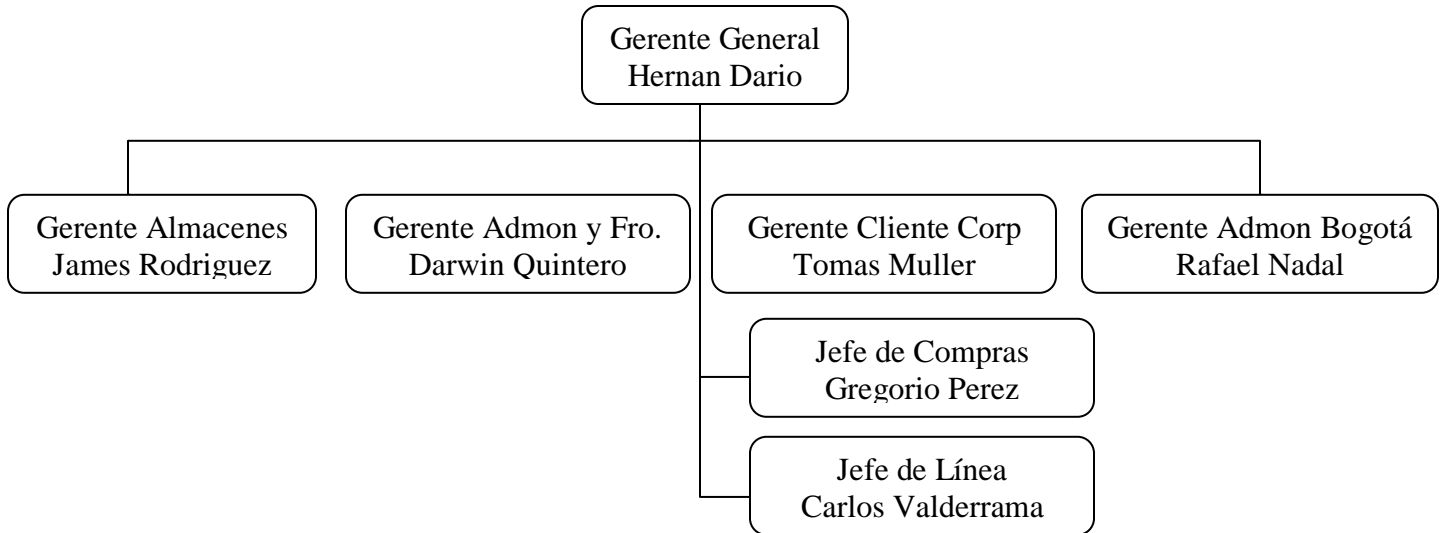 Gerente General
Hernan Dario
Gerente Almacenes
James Rodriguez
Gerente Admon y Fro.
Darwin Quintero
Gerente Cliente Corp
Tomas Muller
Gerente Admon Bogotá
Rafael Nadal
Jefe de Compras
Gregorio Perez
Jefe de Línea
Carlos Valderrama